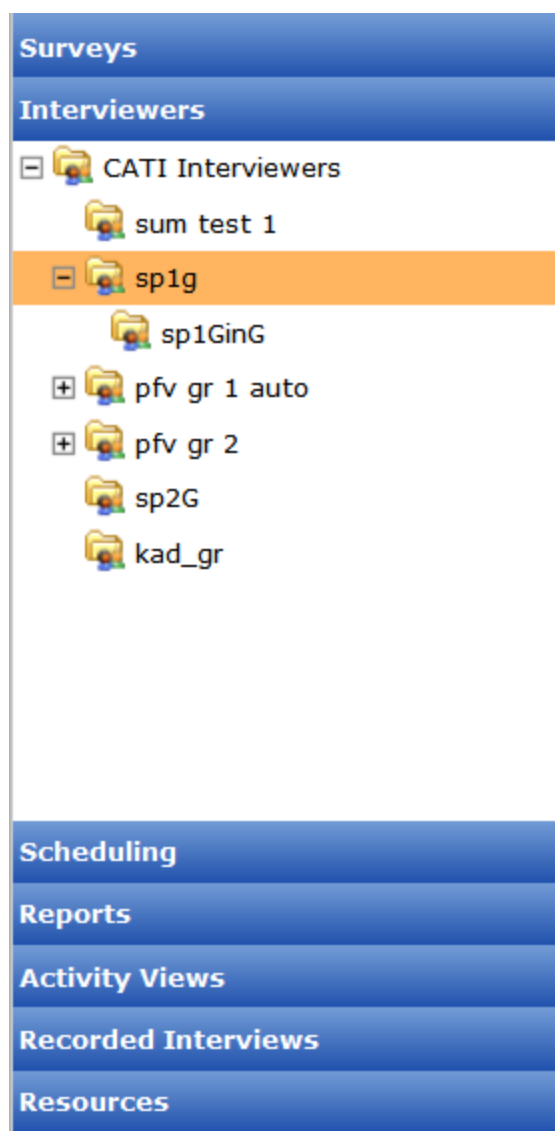 Surveys
Interviewers
CATI Interviewers
sum test 1
sp1g
sp1GinG
pfv gr 1 auto
pfv gr 2
sp2G
kad_gr
Scheduling
Reports
Activity Views
Recorded Interviews
Resources